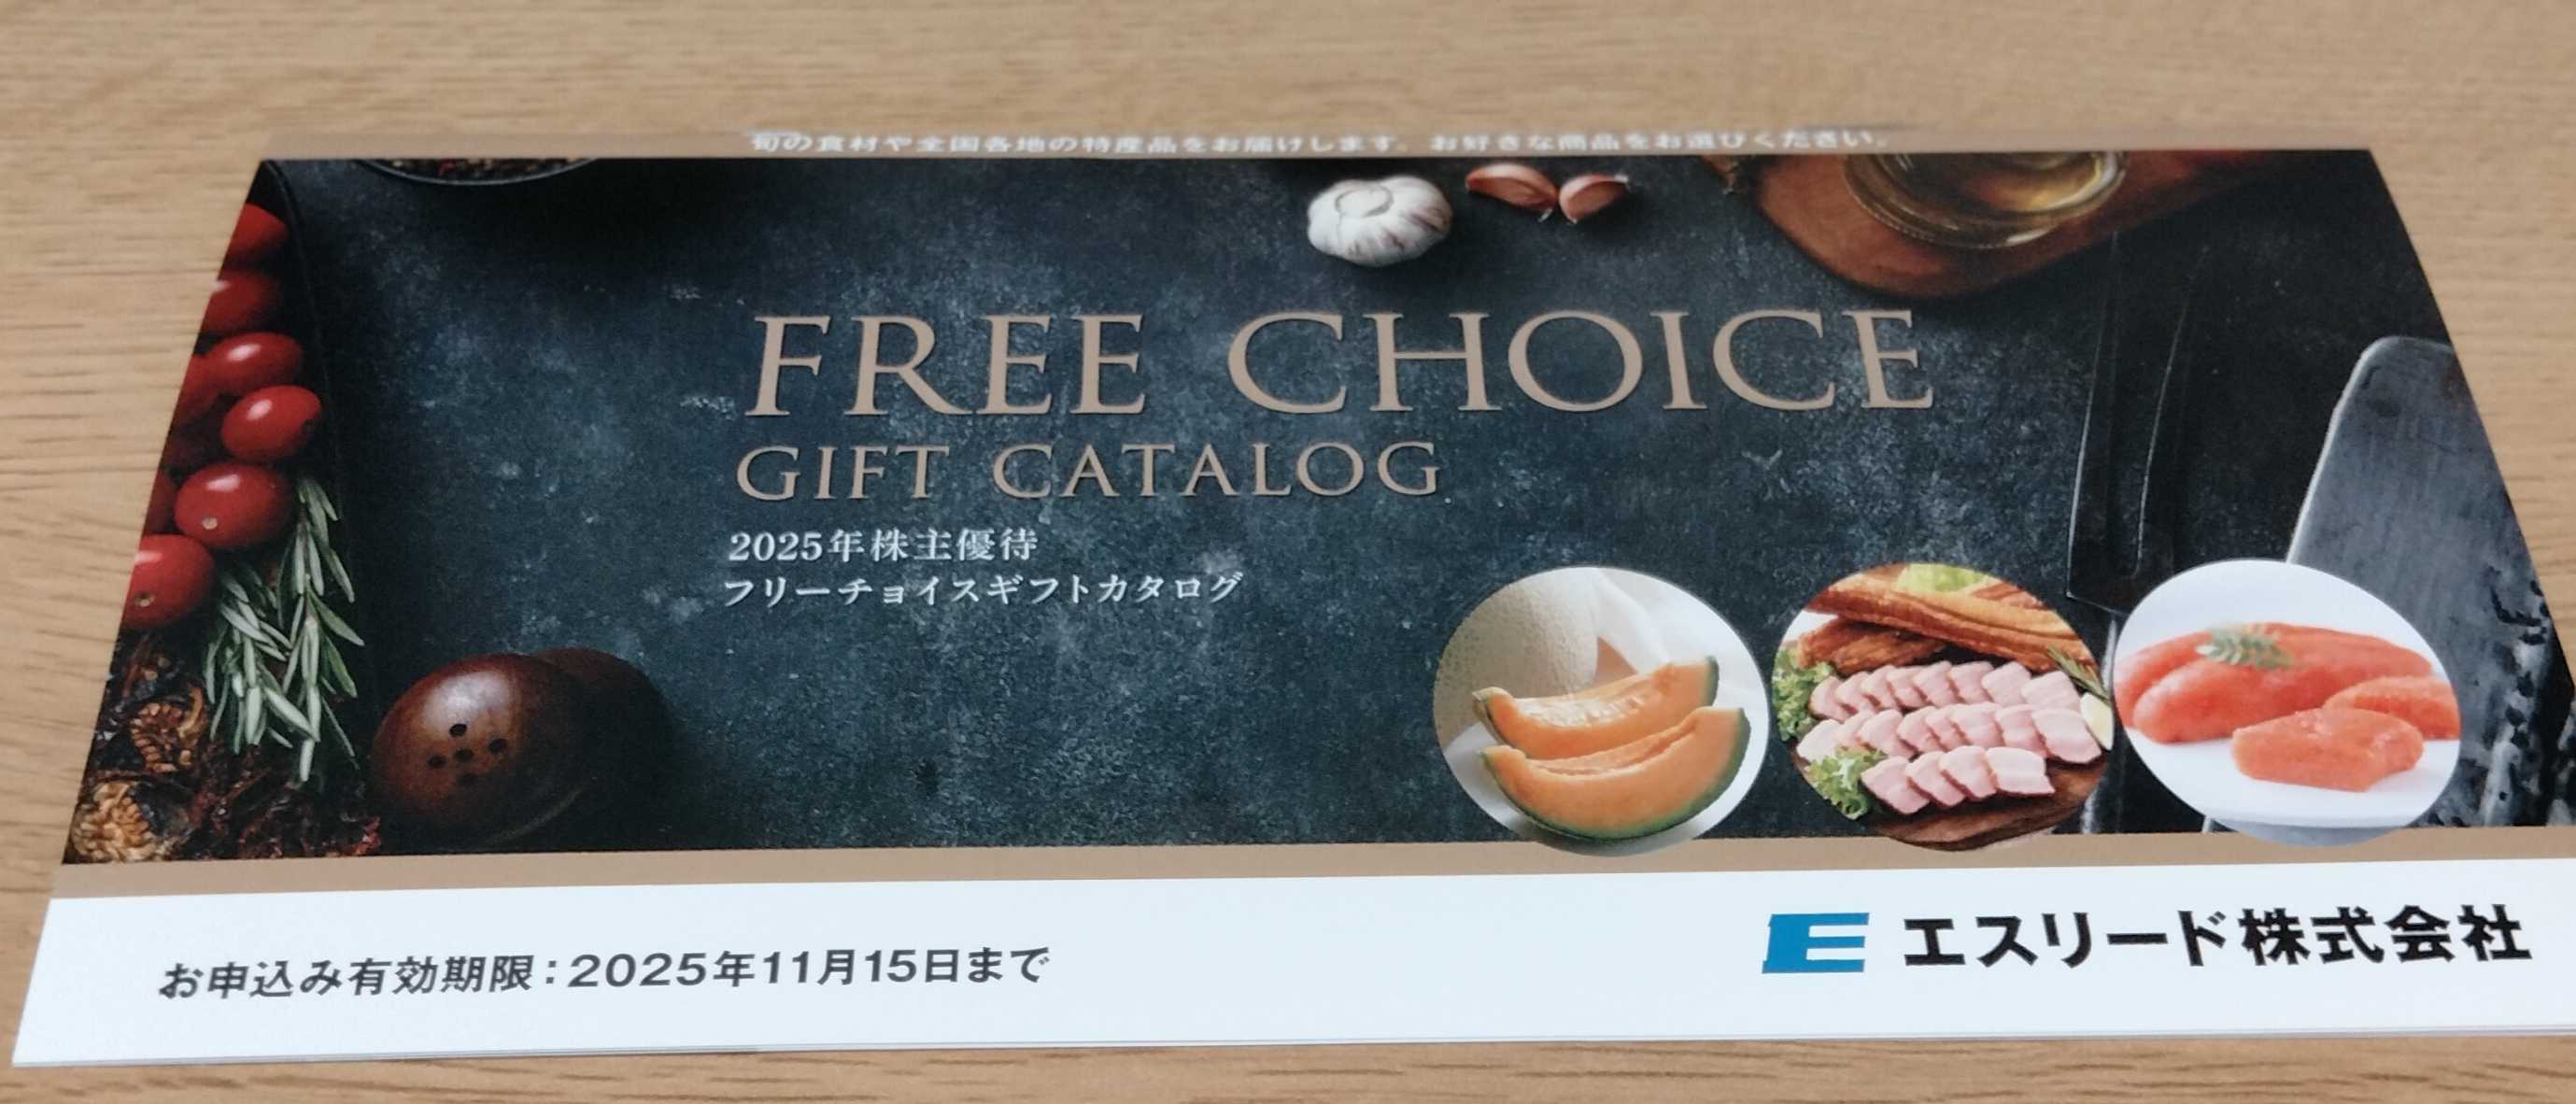 旬の食材や全国各地の特産品をお届けします。お好きな商品をお選びください。
FREE CHOICE
GIFT CATALOG
2025年株主優待
フリーチョイスギフトカタログ
お申込み有効期限:2025年11月15日まで
エスリード株式会社